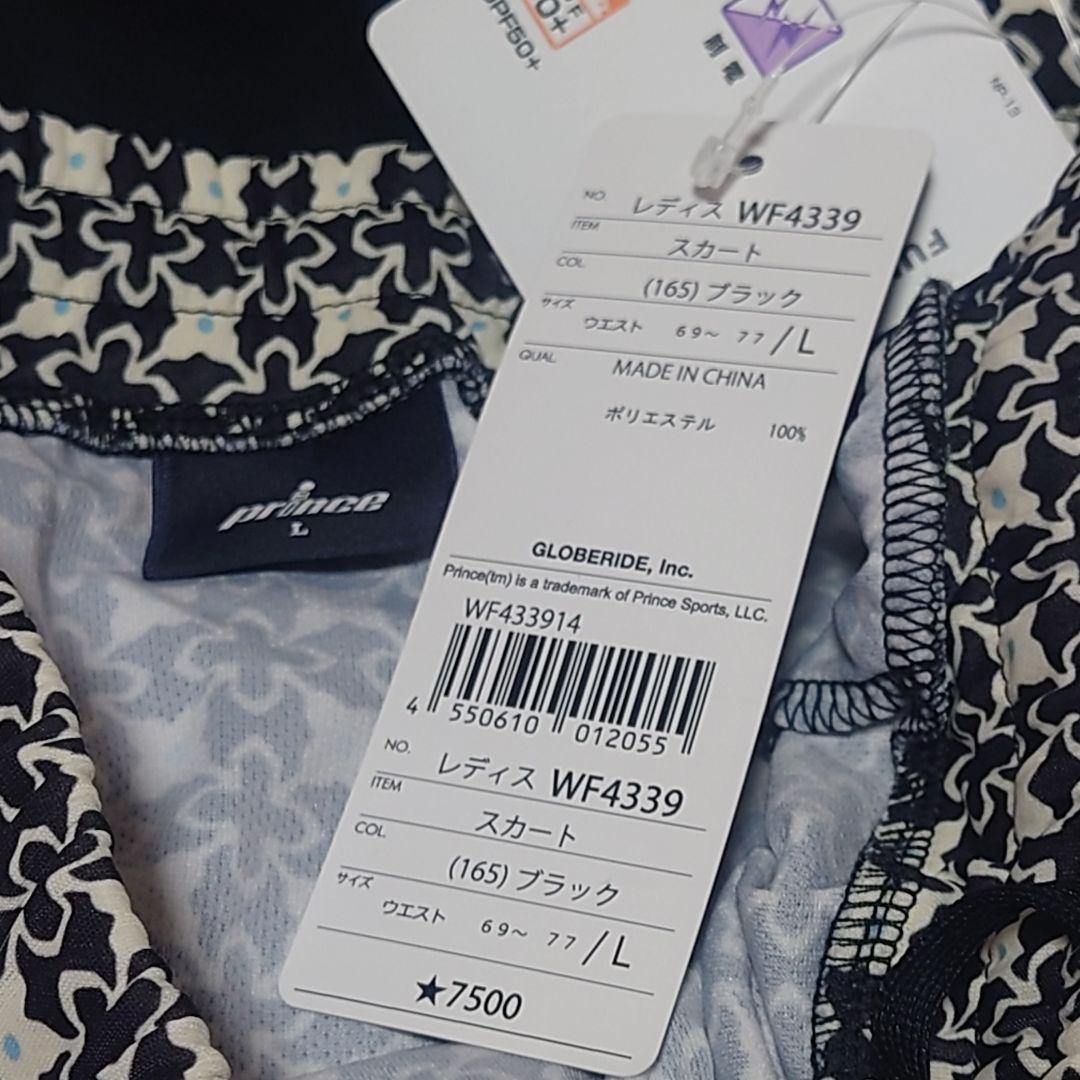 UPF50+
制電
NP-13
NO. レディス WF4339
ITEM スカート
COL (165) ブラック
サイズ ウエスト 69～ 77/L
QUAL MADE IN CHINA
ポリエステル 100%
prince
L
GLOBERIDE, Inc.
Prince(tm) is a trademark of Prince Sports, LLC.
WF433914
4 550610 012055
NO. レディス WF4339
ITEM スカート
COL (165) ブラック
サイズ ウエスト 69～ 77/L
★7500